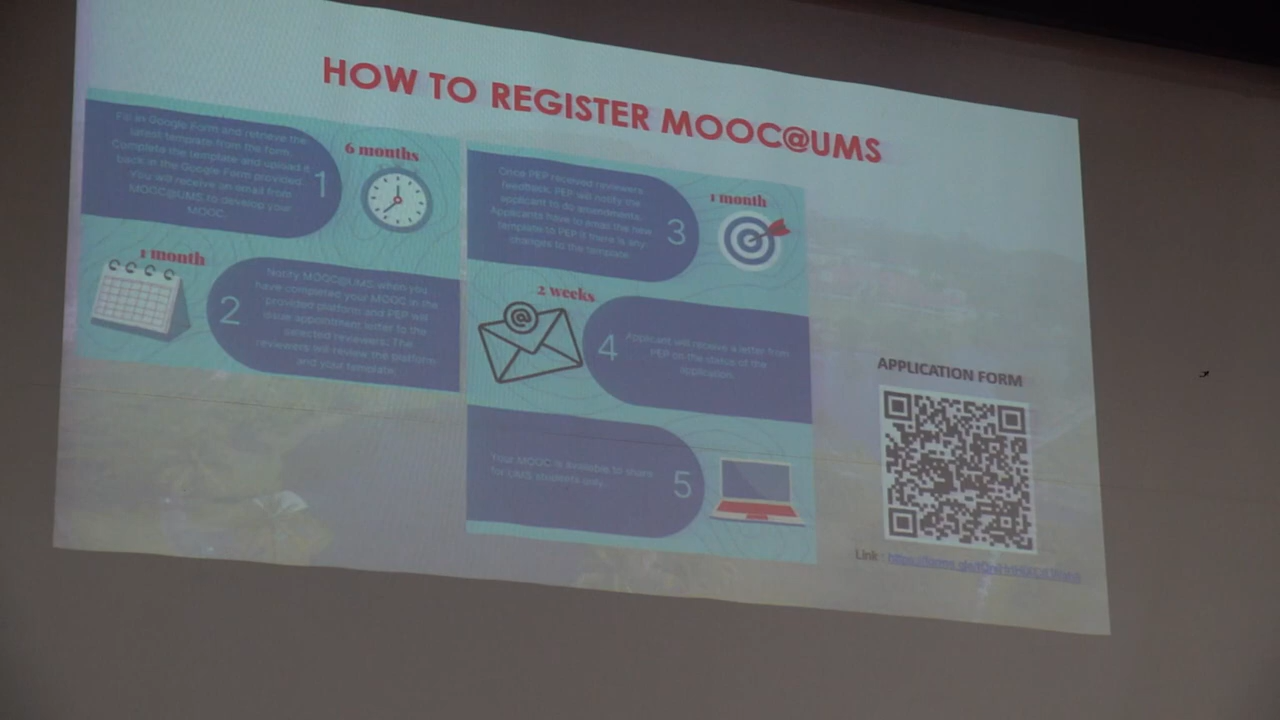 HOW TO REGISTER MOOC@UMS
Fill in Google Form and retrieve the
latest template from the form.
Complete the template and upload it
back in the Google Form provided.
You will receive an email from
MOOC@UMS to develop your
MOOC.
1
6 months
1 month
2
Notify MOOC@UMS when you
have completed your MOOC in the
provided platform and PEP will
issue appointment letter to the
selected reviewers. The
reviewers will review the platform
and your template.
Once PEP received reviewers
feedback, PEP will notify the
applicant to do amendments.
Applicants have to email the new
template to PEP if there is any
changes to the template.
3
1 month
2 weeks
@
4
Applicant will receive a letter from
PEP on the status of the
application.
Your MOOC is available to share
for UMS students only.
5
APPLICATION FORM
Link :